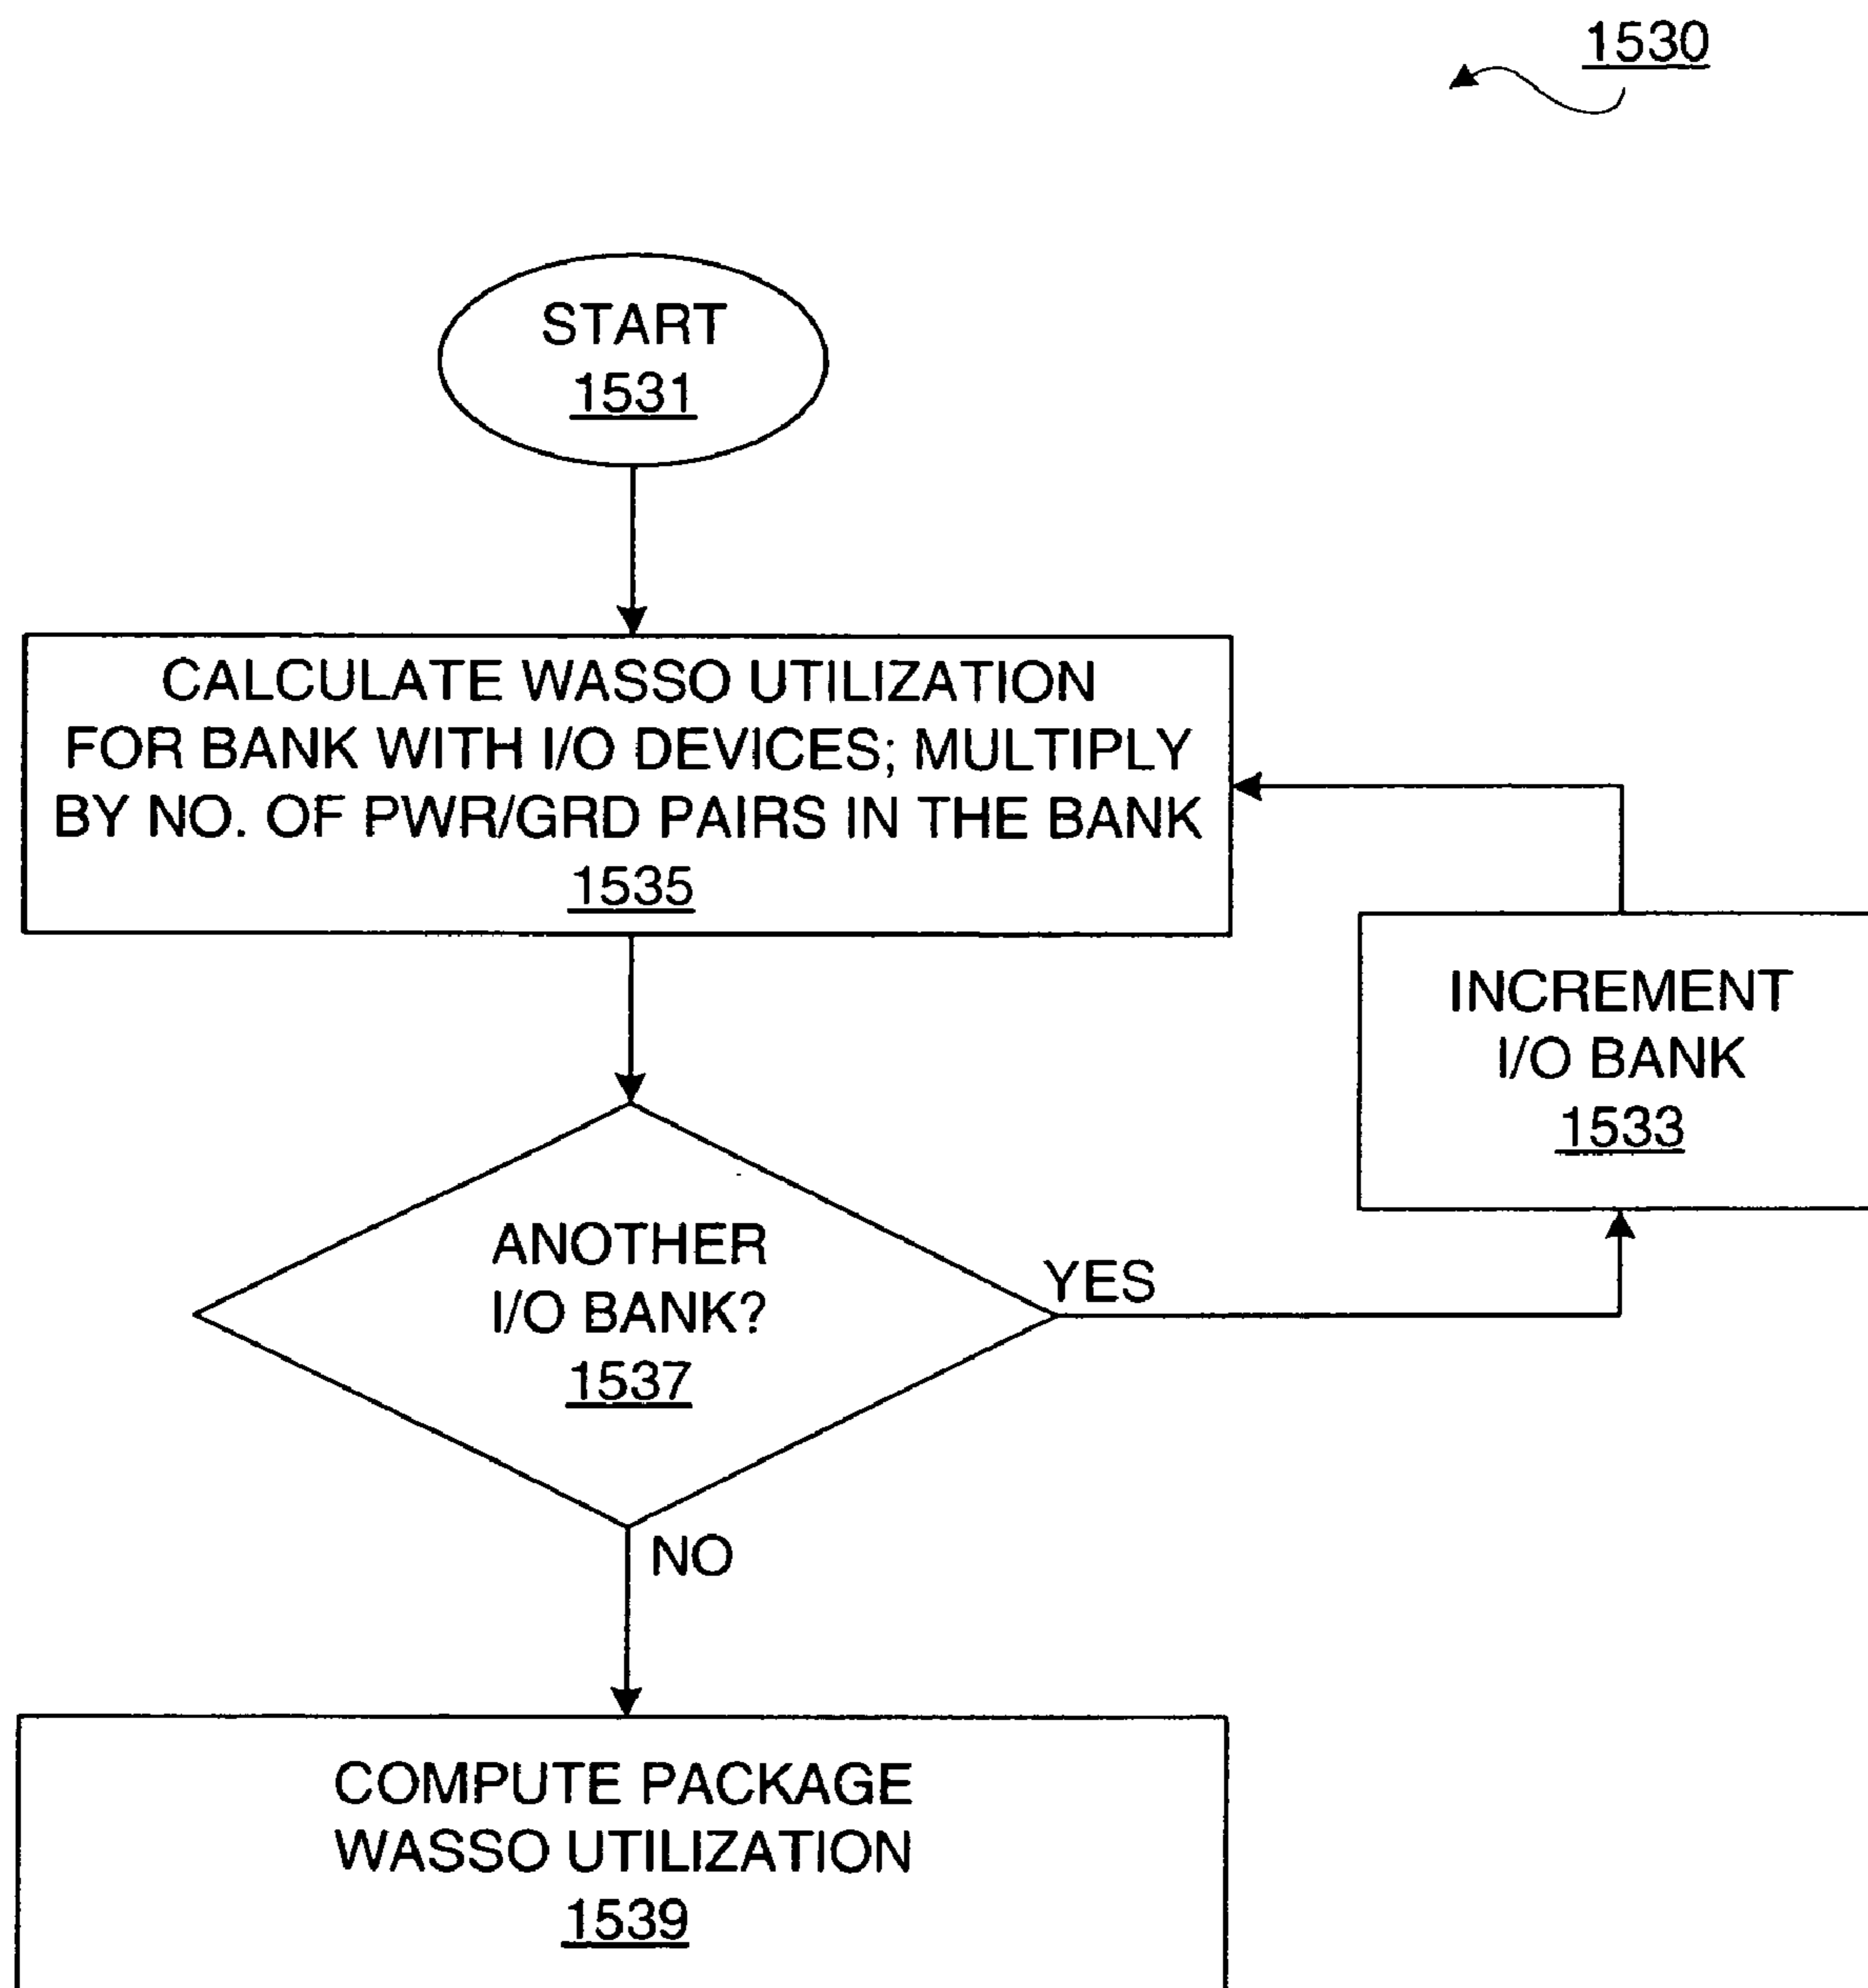 1530
START
1531
CALCULATE WASSO UTILIZATION
FOR BANK WITH I/O DEVICES; MULTIPLY
BY NO. OF PWR/GRD PAIRS IN THE BANK
1535
INCREMENT
I/O BANK
1533
ANOTHER
I/O BANK?
1537
YES
NO
COMPUTE PACKAGE
WASSO UTILIZATION
1539